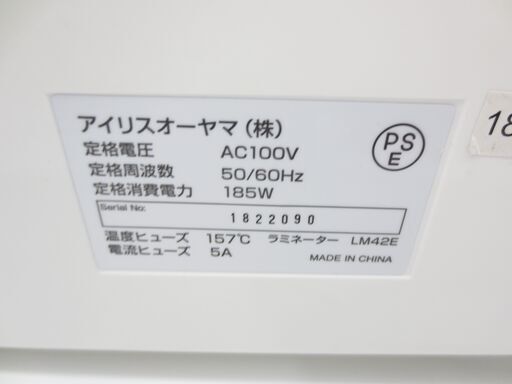 アイリスオーヤマ（株）
定格電圧 AC100V
定格周波数 50/60Hz
定格消費電力 185W
Serial No:
1822090
温度ヒューズ 157℃ ラミネーター LM42E
電流ヒューズ 5A
MADE IN CHINA
PS
E
18